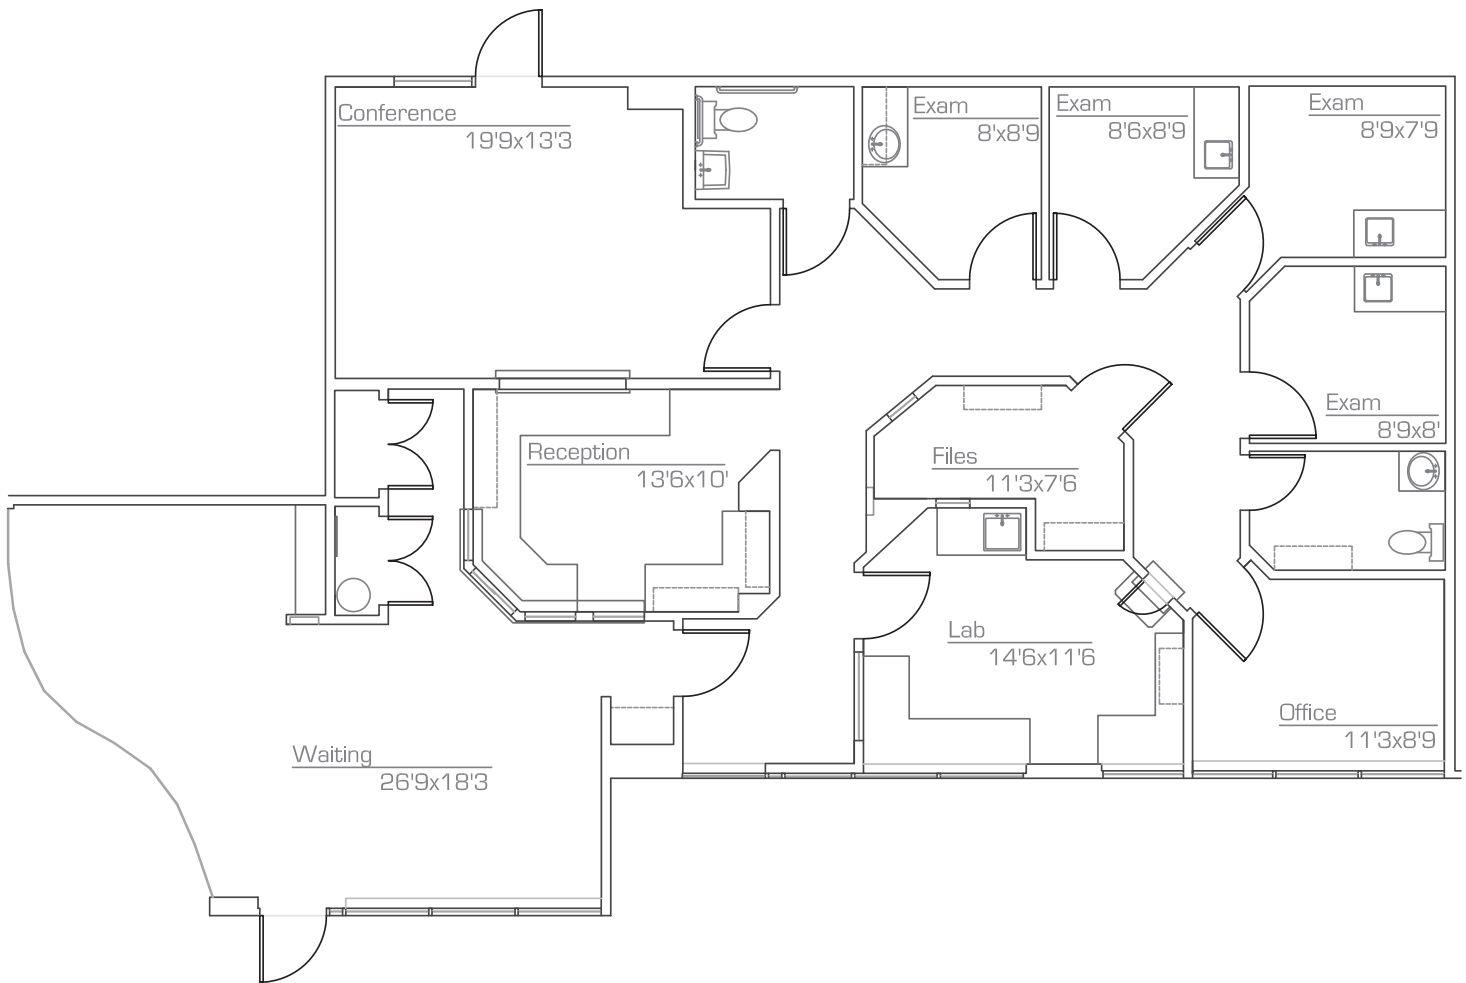 Conference
19'9x13'3
Exam
8'x8'9
Exam
8'6x8'9
Exam
8'9x7'9
Exam
8'9x8'
Reception
13'6x10'
Files
11'3x7'6
Lab
14'6x11'6
Office
11'3x8'9
Waiting
26'9x18'3